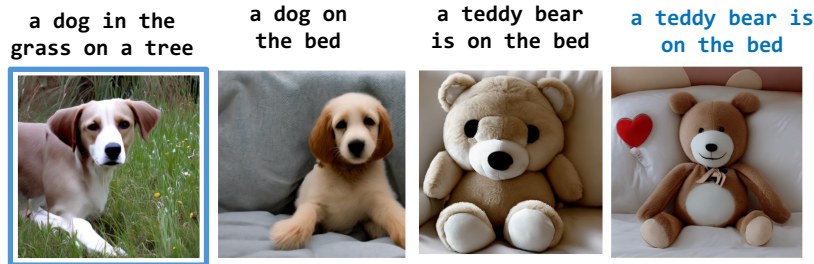 a dog in the
grass on a tree
a dog on
the bed
a teddy bear
is on the bed
a teddy bear is
on the bed